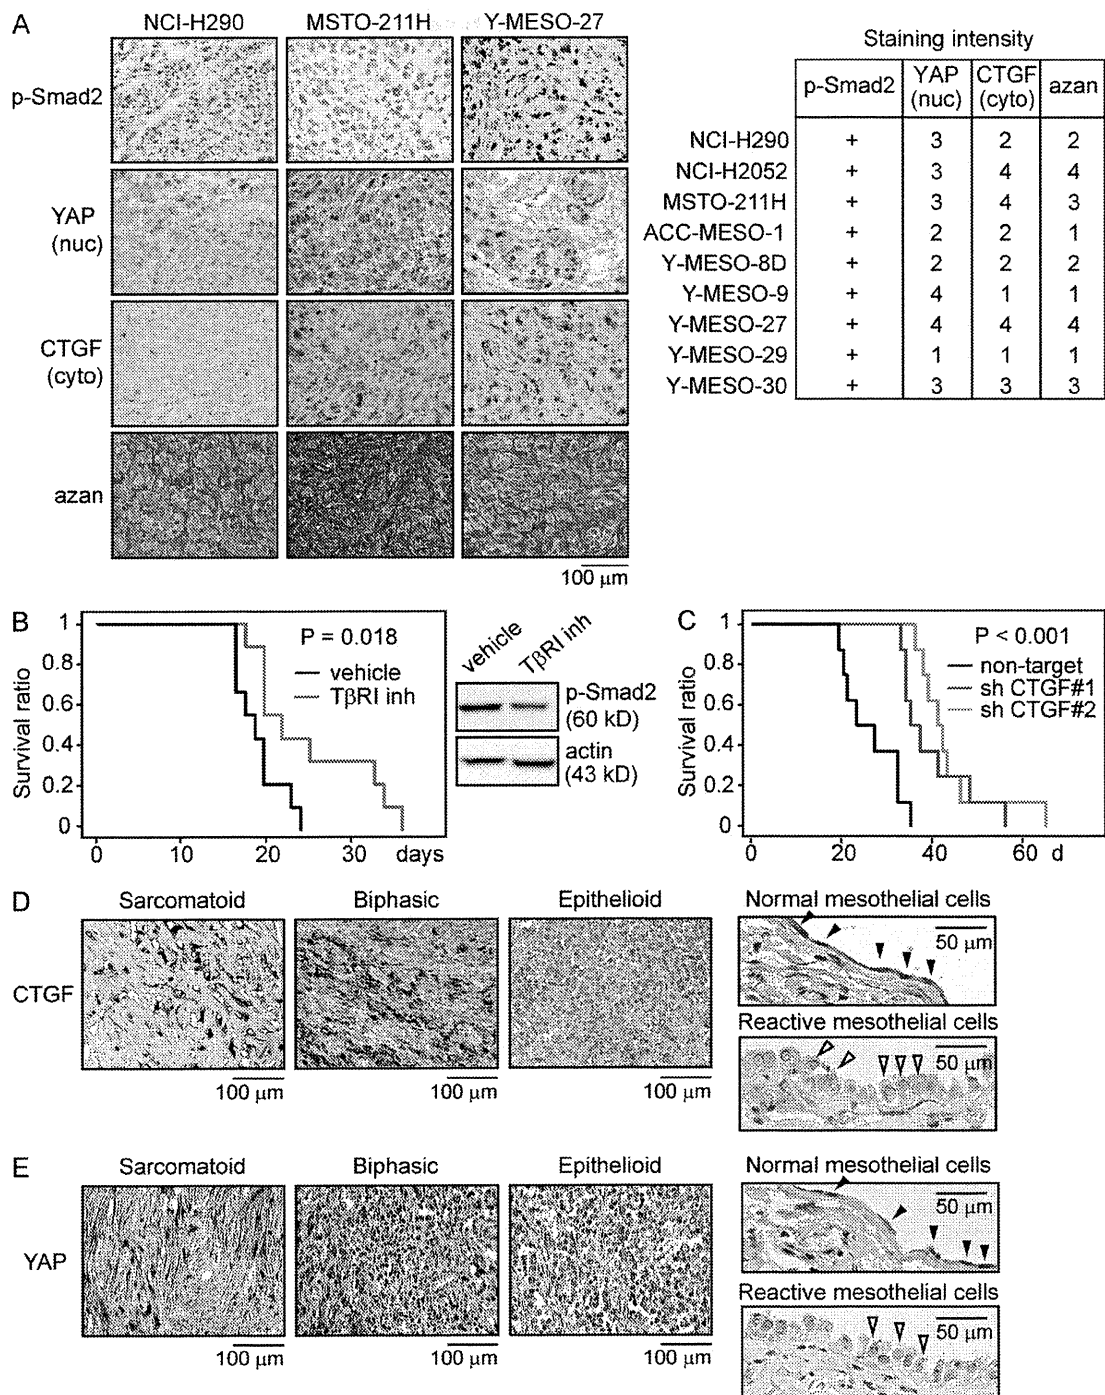 A
NCI-H290 MSTO-211H Y-MESO-27
p-Smad2
YAP
(nuc)
CTGF
(cyto)
azan
100 μm
Staining intensity
p-Smad2 YAP (nuc) CTGF (cyto) azan
NCI-H290 + 3 2 2
NCI-H2052 + 3 4 4
MSTO-211H + 3 4 3
ACC-MESO-1 + 2 2 1
Y-MESO-8D + 2 2 2
Y-MESO-9 + 4 1 1
Y-MESO-27 + 4 4 4
Y-MESO-29 + 1 1 1
Y-MESO-30 + 3 3 3
B
Survival ratio
1
0.8
0.6
0.4
0.2
0
0 10 20 30 days
P = 0.018
vehicle
TβRI inh
vehicle TβRI inh
p-Smad2
(60 kD)
actin
(43 kD)
C
Survival ratio
1
0.8
0.6
0.4
0.2
0
0 20 40 60 d
P < 0.001
non-target
sh CTGF#1
sh CTGF#2
D
Sarcomatoid Biphasic Epithelioid
CTGF
100 μm 100 μm 100 μm
Normal mesothelial cells
50 μm
Reactive mesothelial cells
50 μm
E
Sarcomatoid Biphasic Epithelioid
YAP
100 μm 100 μm 100 μm
Normal mesothelial cells
50 μm
Reactive mesothelial cells
50 μm